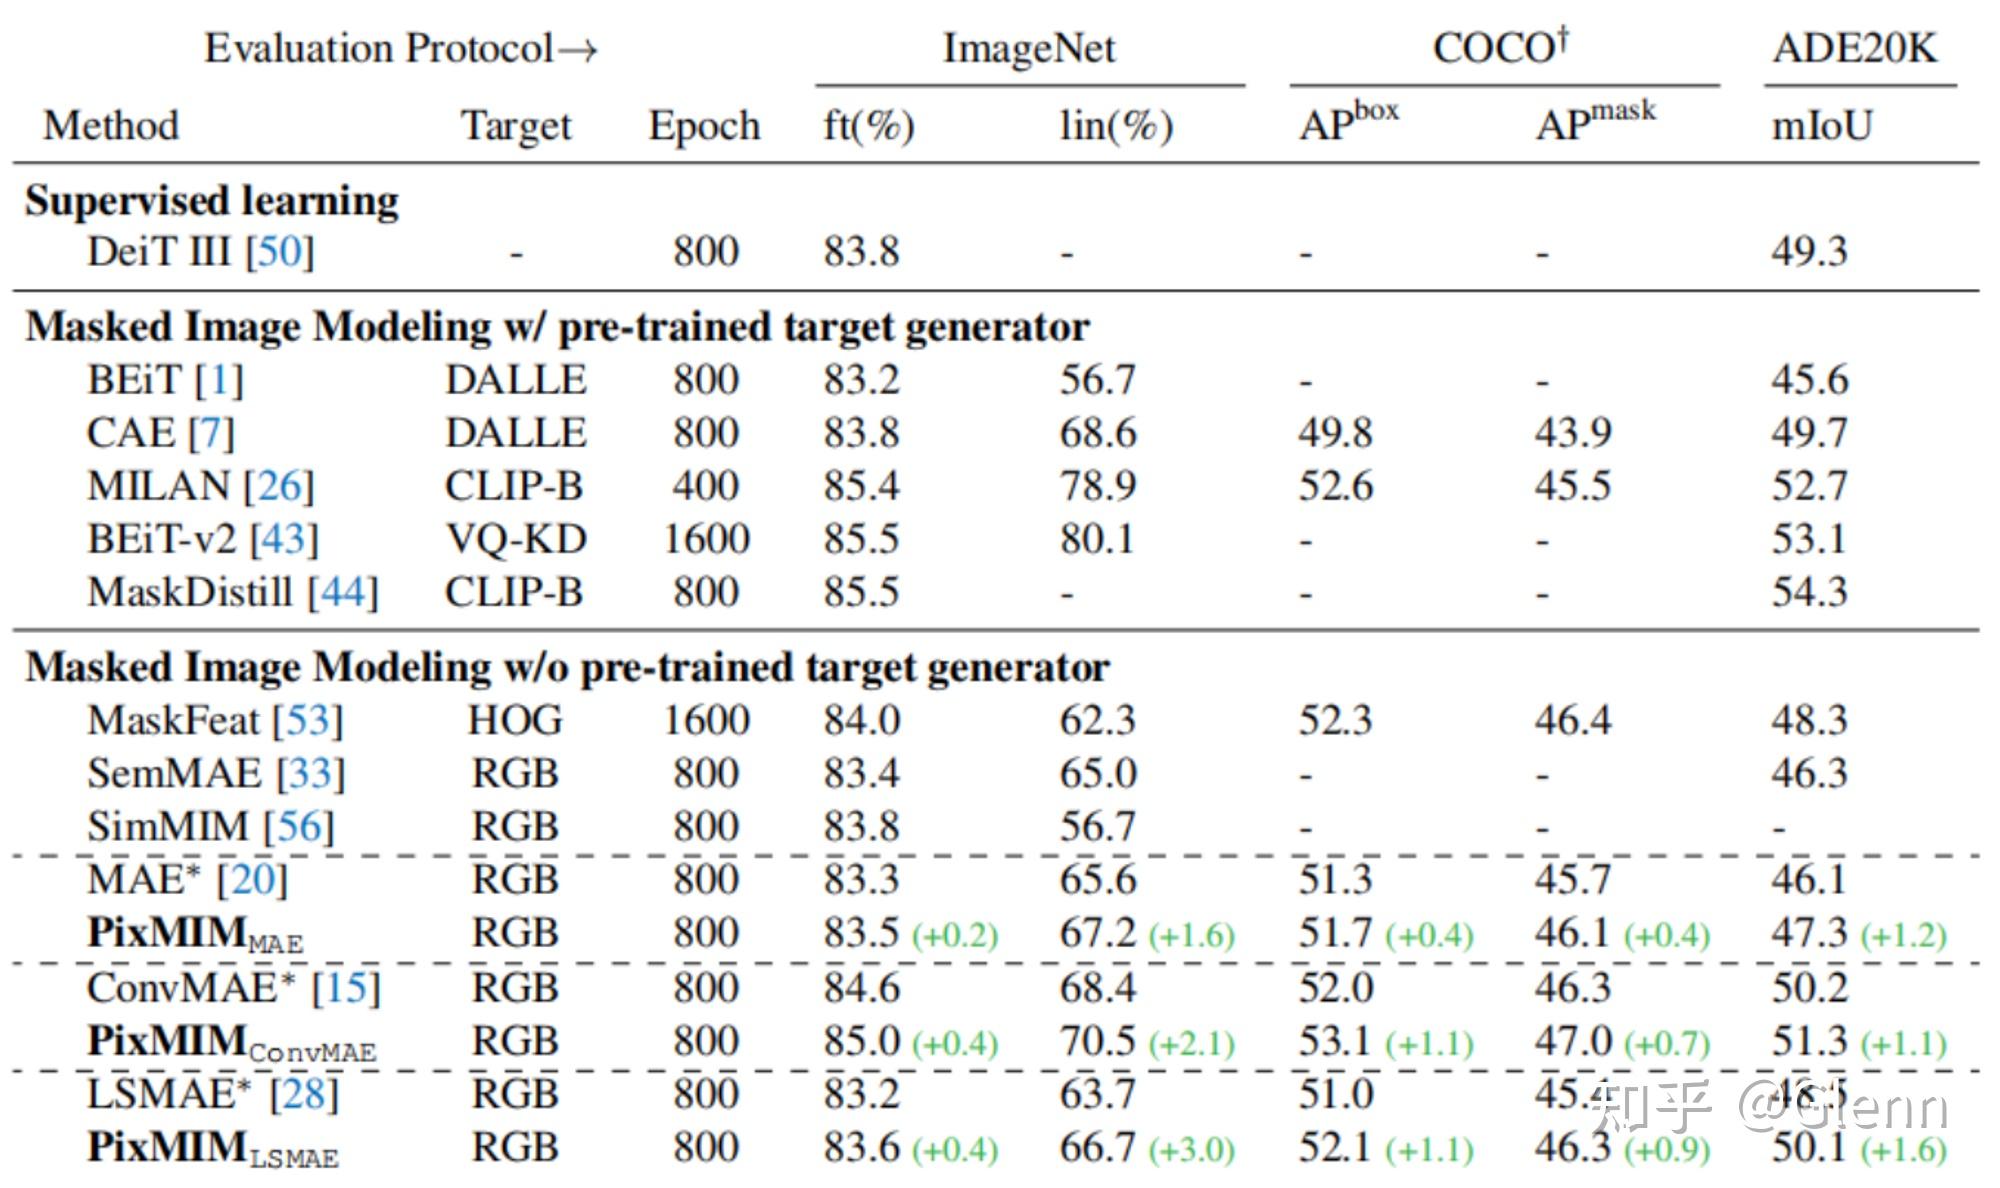 Evaluation Protocol→ ImageNet COCO† ADE20K
Method Target Epoch ft(%) lin(%) APbox APmask mIoU
Supervised learning
DeiT III [50] - 800 83.8 - - - 49.3
Masked Image Modeling w/ pre-trained target generator
BEiT [1] DALLE 800 83.2 56.7 - - 45.6
CAE [7] DALLE 800 83.8 68.6 49.8 43.9 49.7
MILAN [26] CLIP-B 400 85.4 78.9 52.6 45.5 52.7
BEiT-v2 [43] VQ-KD 1600 85.5 80.1 - - 53.1
MaskDistill [44] CLIP-B 800 85.5 - - - 54.3
Masked Image Modeling w/o pre-trained target generator
MaskFeat [53] HOG 1600 84.0 62.3 52.3 46.4 48.3
SemMAE [33] RGB 800 83.4 65.0 - - 46.3
SimMIM [56] RGB 800 83.8 56.7 - - -
MAE* [20] RGB 800 83.3 65.6 51.3 45.7 46.1
PixMIMMAE RGB 800 83.5 (+0.2) 67.2 (+1.6) 51.7 (+0.4) 46.1 (+0.4) 47.3 (+1.2)
ConvMAE* [15] RGB 800 84.6 68.4 52.0 46.3 50.2
PixMIMConvMAE RGB 800 85.0 (+0.4) 70.5 (+2.1) 53.1 (+1.1) 47.0 (+0.7) 51.3 (+1.1)
LSMAE* [28] RGB 800 83.2 63.7 51.0 45.4 48.5
PixMIMLSMAE RGB 800 83.6 (+0.4) 66.7 (+3.0) 52.1 (+1.1) 46.3 (+0.9) 50.1 (+1.6)
知乎 @Glenn